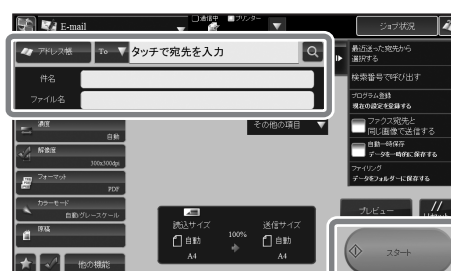 E-mail
通信中
プリンター
ジョブ状況
アドレス帳
To
タッチで宛先を入力
件名
ファイル名
最近送った宛先から
選択する
検索番号で呼び出す
プログラム登録
現在の設定を登録する
ファクス宛先と
同じ画像で送信する
自動一時保存
データを一時的に保存する
ファイリング
データをフォルダーに保存する
濃度
自動
その他の項目
解像度
300x300dpi
フォーマット
PDF
カラーモード
自動/グレースケール
原稿
他の機能
読込サイズ
自動
A4
100%
送信サイズ
自動
A4
プレビュー
スタート